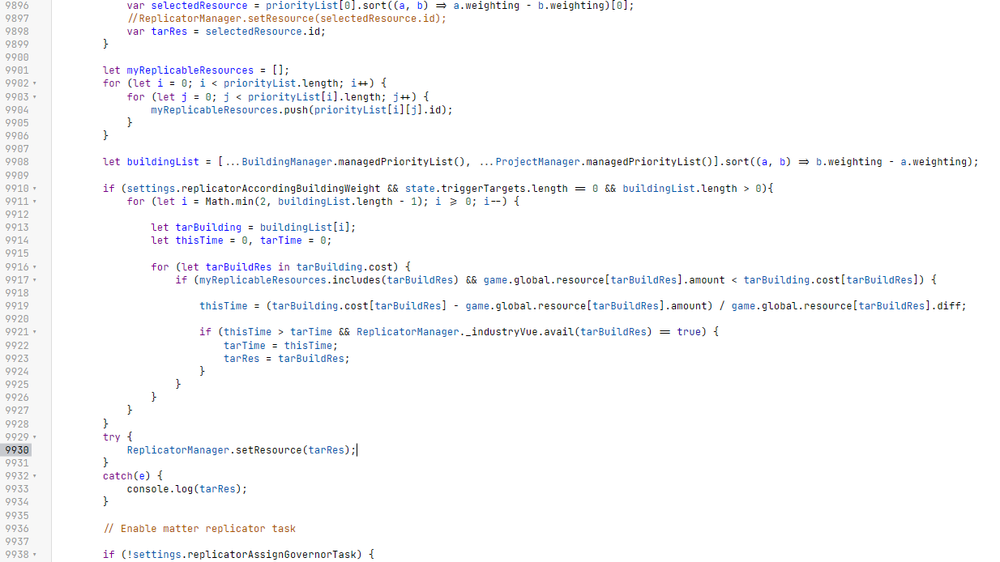 9896 var selectedResource = priorityList[0].sort((a, b) => a.weighting - b.weighting)[0];
9897 //ReplicatorManager.setResource(selectedResource.id);
9898 var tarRes = selectedResource.id;
9899 }
9900
9901 let myReplicableResources = [];
9902 for (let i = 0; i < priorityList.length; i++) {
9903 for (let j = 0; j < priorityList[i].length; j++) {
9904 myReplicableResources.push(priorityList[i][j].id);
9905 }
9906 }
9907
9908 let buildingList = [...BuildingManager.managedPriorityList(), ...ProjectManager.managedPriorityList()].sort((a, b) => b.weighting - a.weighting);
9909
9910 if (settings.replicatorAccordingBuildingWeight && state.triggerTargets.length == 0 && buildingList.length > 0){
9911 for (let i = Math.min(2, buildingList.length - 1); i >= 0; i--) {
9912
9913 let tarBuilding = buildingList[i];
9914 let thisTime = 0, tarTime = 0;
9915
9916 for (let tarBuildRes in tarBuilding.cost) {
9917 if (myReplicableResources.includes(tarBuildRes) && game.global.resource[tarBuildRes].amount < tarBuilding.cost[tarBuildRes]) {
9918
9919 thisTime = (tarBuilding.cost[tarBuildRes] - game.global.resource[tarBuildRes].amount) / game.global.resource[tarBuildRes].diff;
9920
9921 if (thisTime > tarTime && ReplicatorManager._industryVue.avail(tarBuildRes) == true) {
9922 tarTime = thisTime;
9923 tarRes = tarBuildRes;
9924 }
9925 }
9926 }
9927 }
9928 }
9929 try {
9930 ReplicatorManager.setResource(tarRes);
9931 }
9932 catch(e) {
9933 console.log(tarRes);
9934 }
9935
9936 // Enable matter replicator task
9937
9938 if (!settings.replicatorAssignGovernorTask) {